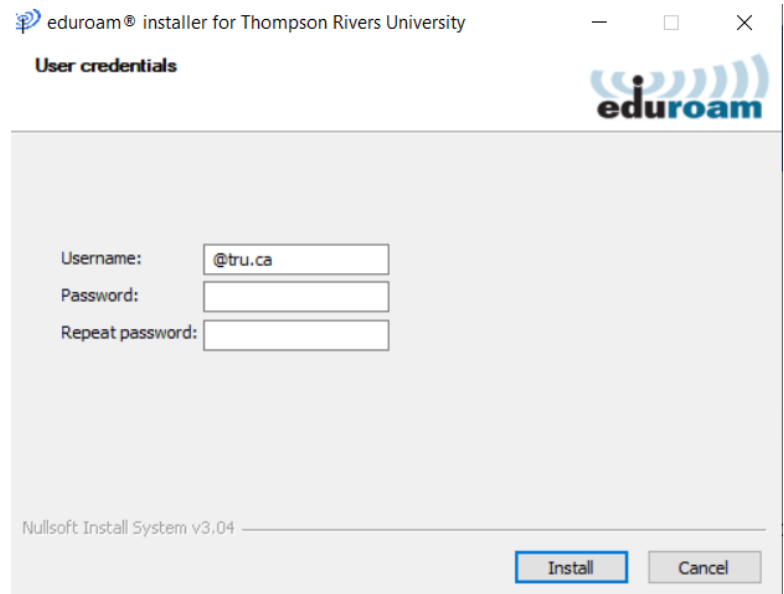 eduroam® installer for Thompson Rivers University
User credentials
eduroam
Username:
@tru.ca
Password:
Repeat password:
Nullsoft Install System v3.04
Install
Cancel